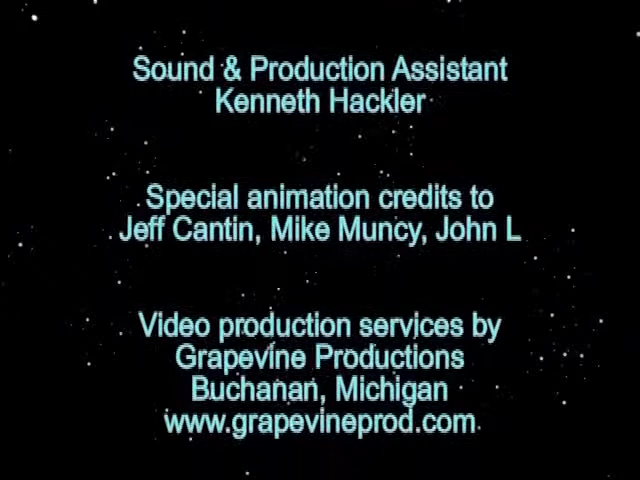 Sound & Production Assistant
Kenneth Hackler
Special animation credits to
Jeff Cantin, Mike Muncy, John L
Video production services by
Grapevine Productions
Buchanan, Michigan
www.grapevineprod.com